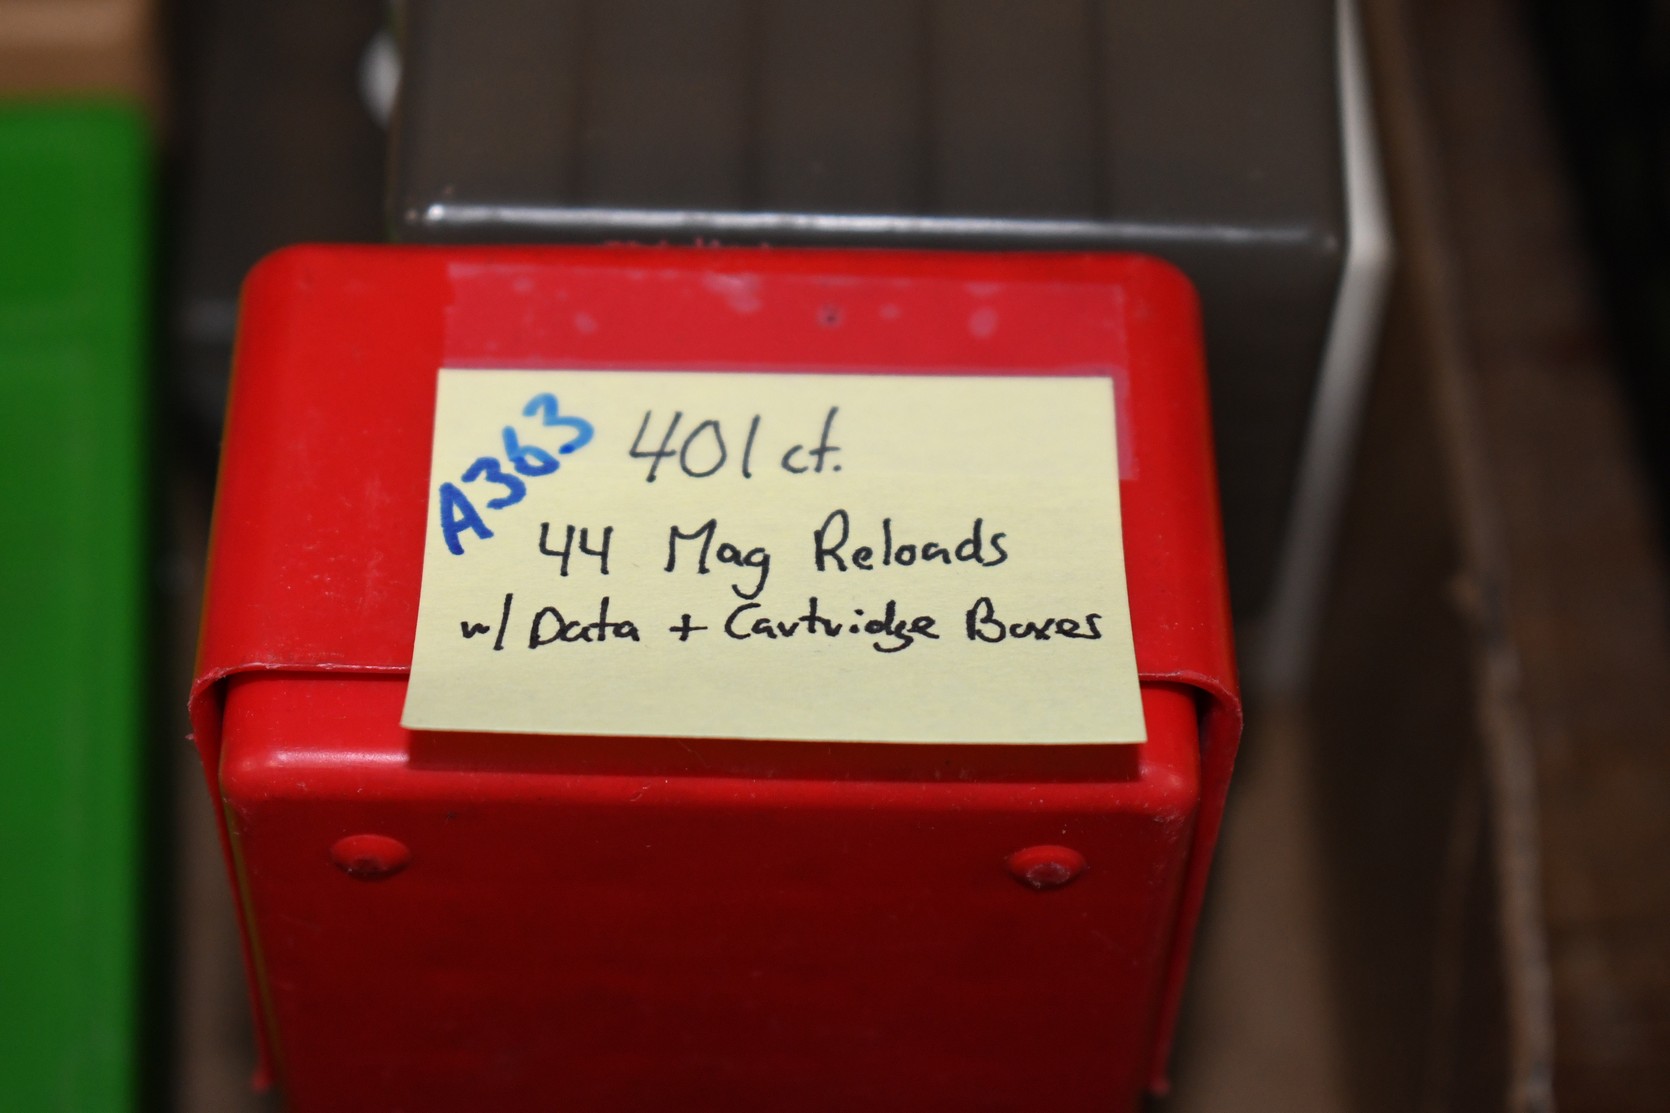 A363
401 ct.
44 Mag Reloads
w/ Data + Cartridge Boxes